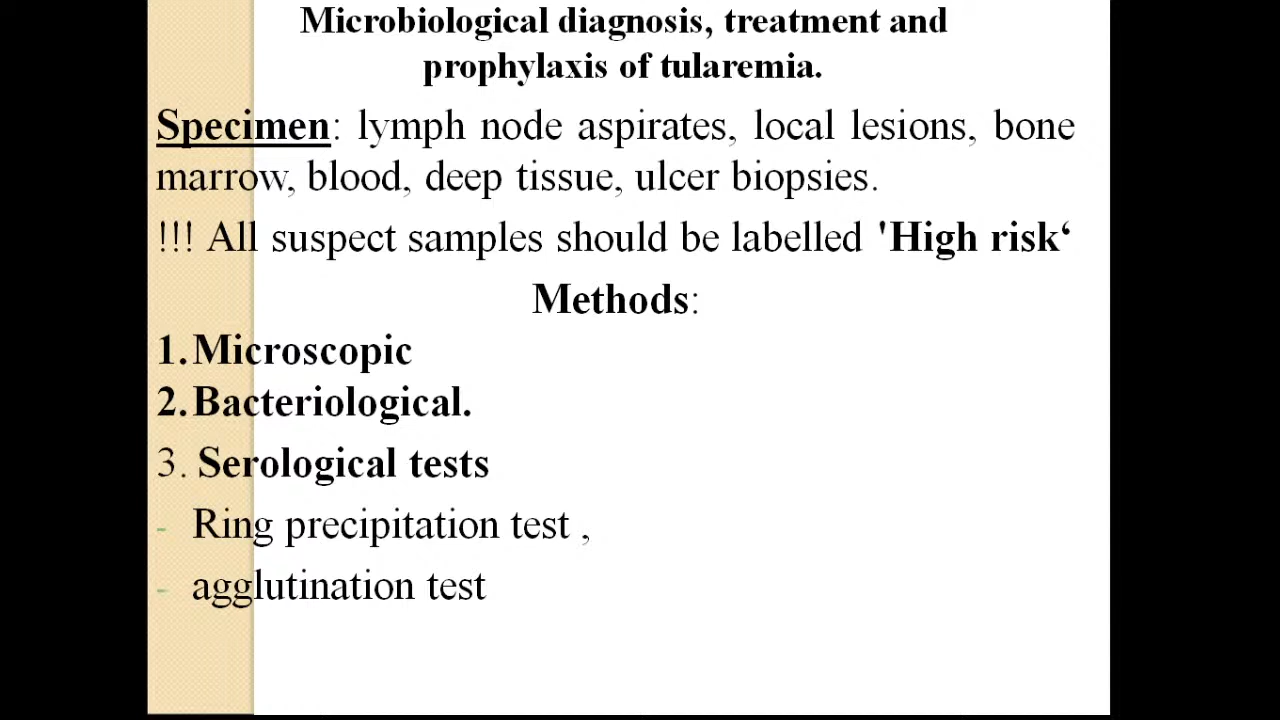 Microbiological diagnosis, treatment and
prophylaxis of tularemia.
Specimen: lymph node aspirates, local lesions, bone
marrow, blood, deep tissue, ulcer biopsies.
!!! All suspect samples should be labelled 'High risk‘
Methods:
1.Microscopic
2.Bacteriological.
3. Serological tests
- Ring precipitation test ,
- agglutination test